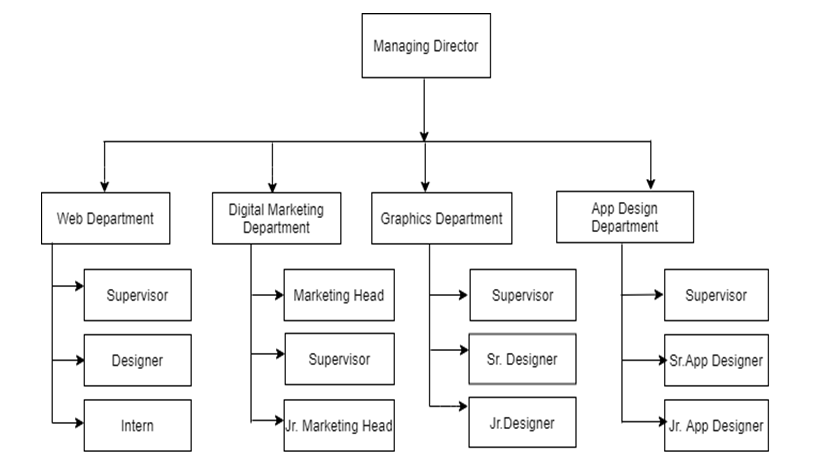 Managing Director
Web Department
Digital Marketing
Department
Graphics Department
App Design
Department
Supervisor
Marketing Head
Supervisor
Supervisor
Designer
Supervisor
Sr. Designer
Sr.App Designer
Intern
Jr. Marketing Head
Jr.Designer
Jr. App Designer